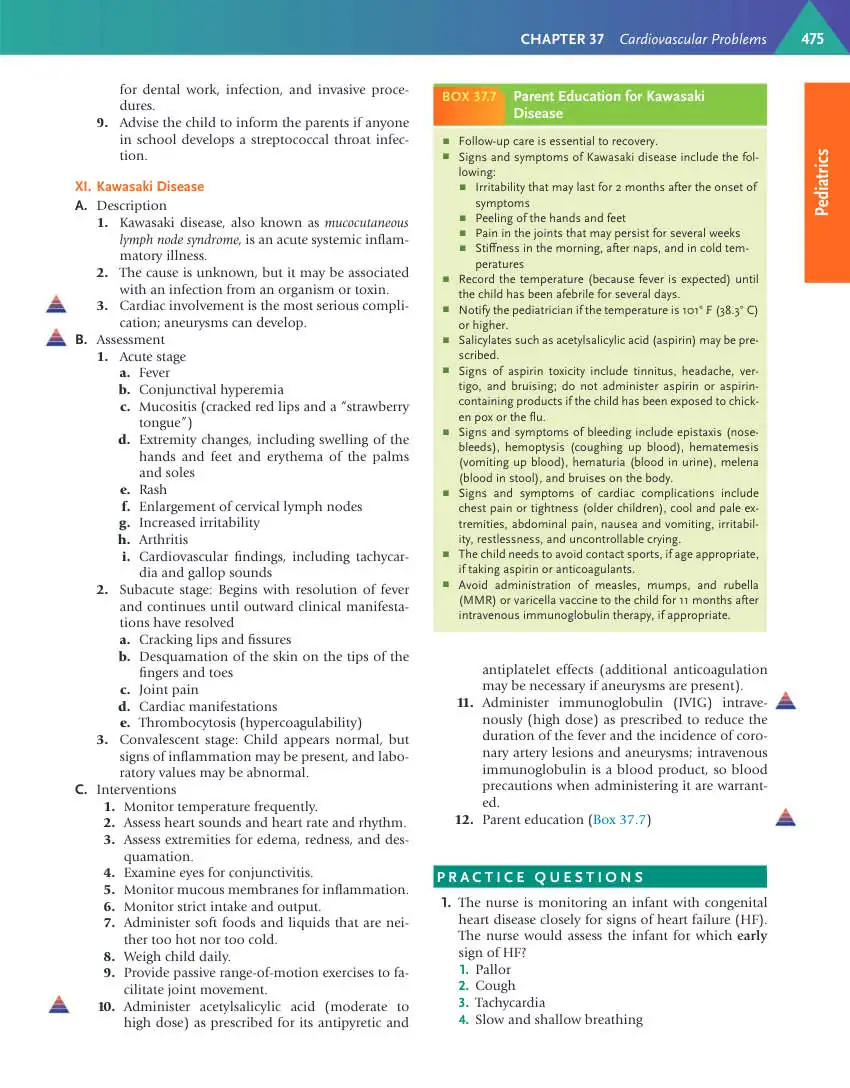 CHAPTER 37 Cardiovascular Problems 475
for dental work, infection, and invasive proce-
dures.
9. Advise the child to inform the parents if anyone
in school develops a streptococcal throat infec-
tion.
XI. Kawasaki Disease
A. Description
1. Kawasaki disease, also known as mucocutaneous
lymph node syndrome, is an acute systemic inflam-
matory illness.
2. The cause is unknown, but it may be associated
with an infection from an organism or toxin.
3. Cardiac involvement is the most serious compli-
cation; aneurysms can develop.
B. Assessment
1. Acute stage
a. Fever
b. Conjunctival hyperemia
c. Mucositis (cracked red lips and a "strawberry
tongue")
d. Extremity changes, including swelling of the
hands and feet and erythema of the palms
and soles
e. Rash
f. Enlargement of cervical lymph nodes
g. Increased irritability
h. Arthritis
i. Cardiovascular findings, including tachycar-
dia and gallop sounds
2. Subacute stage: Begins with resolution of fever
and continues until outward clinical manifesta-
tions have resolved
a. Cracking lips and fissures
b. Desquamation of the skin on the tips of the
fingers and toes
c. Joint pain
d. Cardiac manifestations
e. Thrombocytosis (hypercoagulability)
3. Convalescent stage: Child appears normal, but
signs of inflammation may be present, and labo-
ratory values may be abnormal.
C. Interventions
1. Monitor temperature frequently.
2. Assess heart sounds and heart rate and rhythm.
3. Assess extremities for edema, redness, and des-
quamation.
4. Examine eyes for conjunctivitis.
5. Monitor mucous membranes for inflammation.
6. Monitor strict intake and output.
7. Administer soft foods and liquids that are nei-
ther too hot nor too cold.
8. Weigh child daily.
9. Provide passive range-of-motion exercises to fa-
cilitate joint movement.
10. Administer acetylsalicylic acid (moderate to
high dose) as prescribed for its antipyretic and
BOX 37.7 Parent Education for Kawasaki
Disease
■ Follow-up care is essential to recovery.
■ Signs and symptoms of Kawasaki disease include the fol-
lowing:
■ Irritability that may last for 2 months after the onset of
symptoms
■ Peeling of the hands and feet
■ Pain in the joints that may persist for several weeks
■ Stiffness in the morning, after naps, and in cold tem-
peratures
■ Record the temperature (because fever is expected) until
the child has been afebrile for several days.
■ Notify the pediatrician if the temperature is 101° F (38.3° C)
or higher.
■ Salicylates such as acetylsalicylic acid (aspirin) may be pre-
scribed.
■ Signs of aspirin toxicity include tinnitus, headache, ver-
tigo, and bruising; do not administer aspirin or aspirin-
containing products if the child has been exposed to chick-
en pox or the flu.
■ Signs and symptoms of bleeding include epistaxis (nose-
bleeds), hemoptysis (coughing up blood), hematemesis
(vomiting up blood), hematuria (blood in urine), melena
(blood in stool), and bruises on the body.
■ Signs and symptoms of cardiac complications include
chest pain or tightness (older children), cool and pale ex-
tremities, abdominal pain, nausea and vomiting, irritabil-
ity, restlessness, and uncontrollable crying.
■ The child needs to avoid contact sports, if age appropriate,
if taking aspirin or anticoagulants.
■ Avoid administration of measles, mumps, and rubella
(MMR) or varicella vaccine to the child for 11 months after
intravenous immunoglobulin therapy, if appropriate.
antiplatelet effects (additional anticoagulation
may be necessary if aneurysms are present).
11. Administer immunoglobulin (IVIG) intrave-
nously (high dose) as prescribed to reduce the
duration of the fever and the incidence of coro-
nary artery lesions and aneurysms; intravenous
immunoglobulin is a blood product, so blood
precautions when administering it are warrant-
ed.
12. Parent education (Box 37.7)
PRACTICE QUESTIONS
1. The nurse is monitoring an infant with congenital
heart disease closely for signs of heart failure (HF).
The nurse would assess the infant for which early
sign of HF?
1. Pallor
2. Cough
3. Tachycardia
4. Slow and shallow breathing
Pediatrics